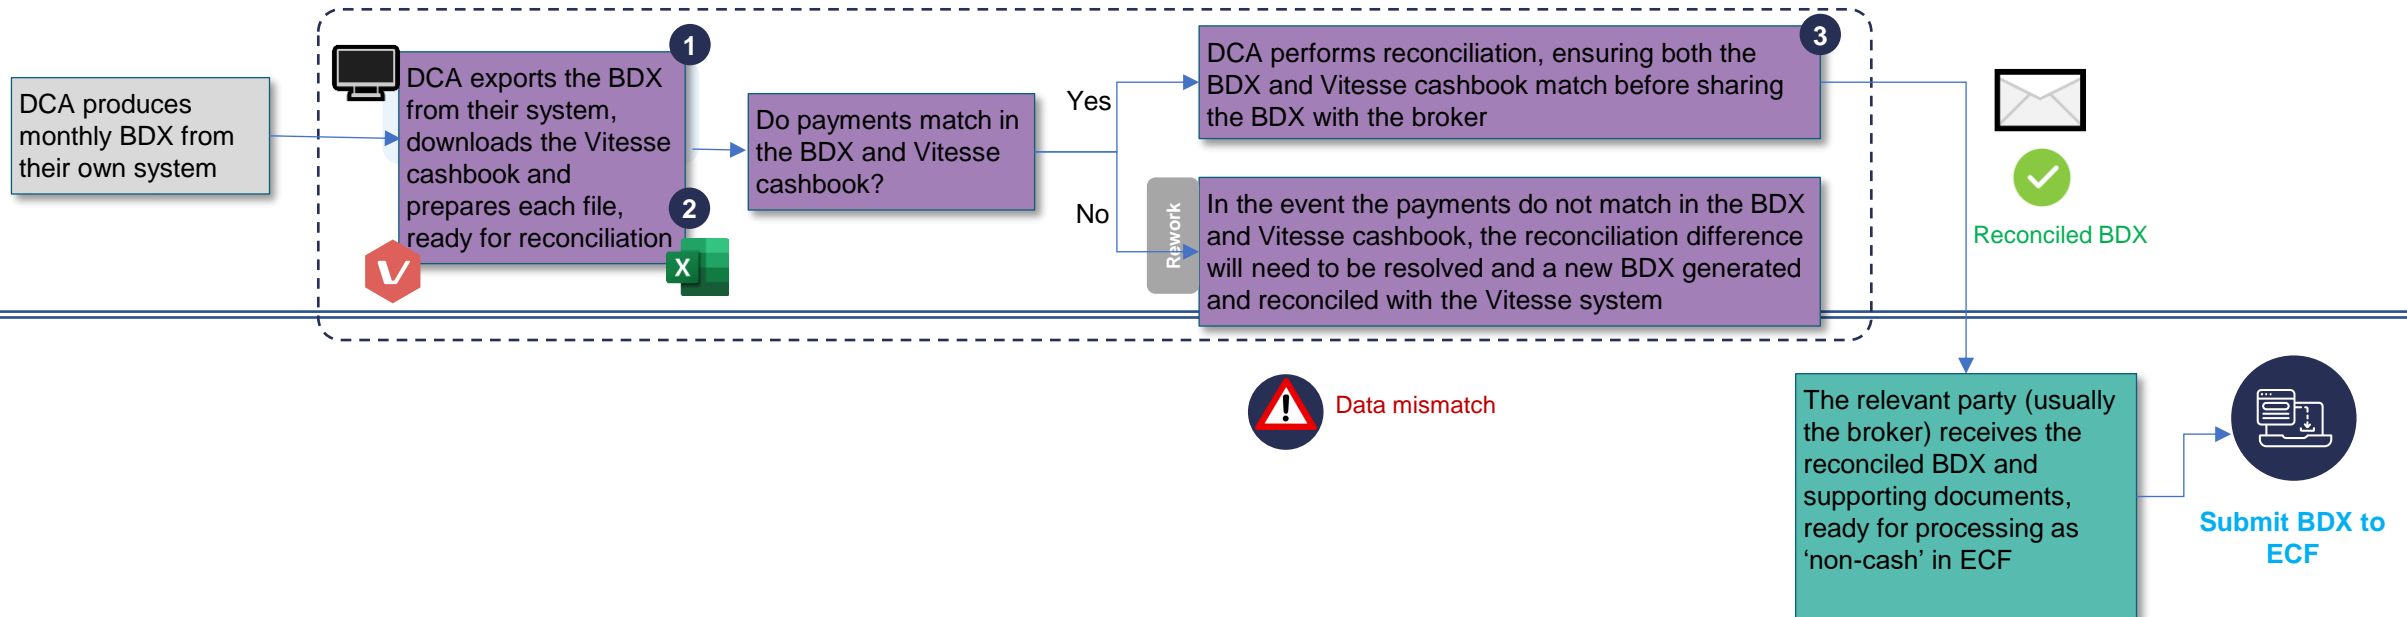 DCA produces
monthly BDX from
their own system
1
DCA exports the BDX
from their system,
downloads the Vitesse
cashbook and
prepares each file,
ready for reconciliation
2
V
X
Do payments match in
the BDX and Vitesse
cashbook?
Yes
No
3
DCA performs reconciliation, ensuring both the
BDX and Vitesse cashbook match before sharing
the BDX with the broker
Rework
In the event the payments do not match in the BDX
and Vitesse cashbook, the reconciliation difference
will need to be resolved and a new BDX generated
and reconciled with the Vitesse system
Reconciled BDX
Data mismatch
The relevant party (usually
the broker) receives the
reconciled BDX and
supporting documents,
ready for processing as
‘non-cash’ in ECF
Submit BDX to
ECF